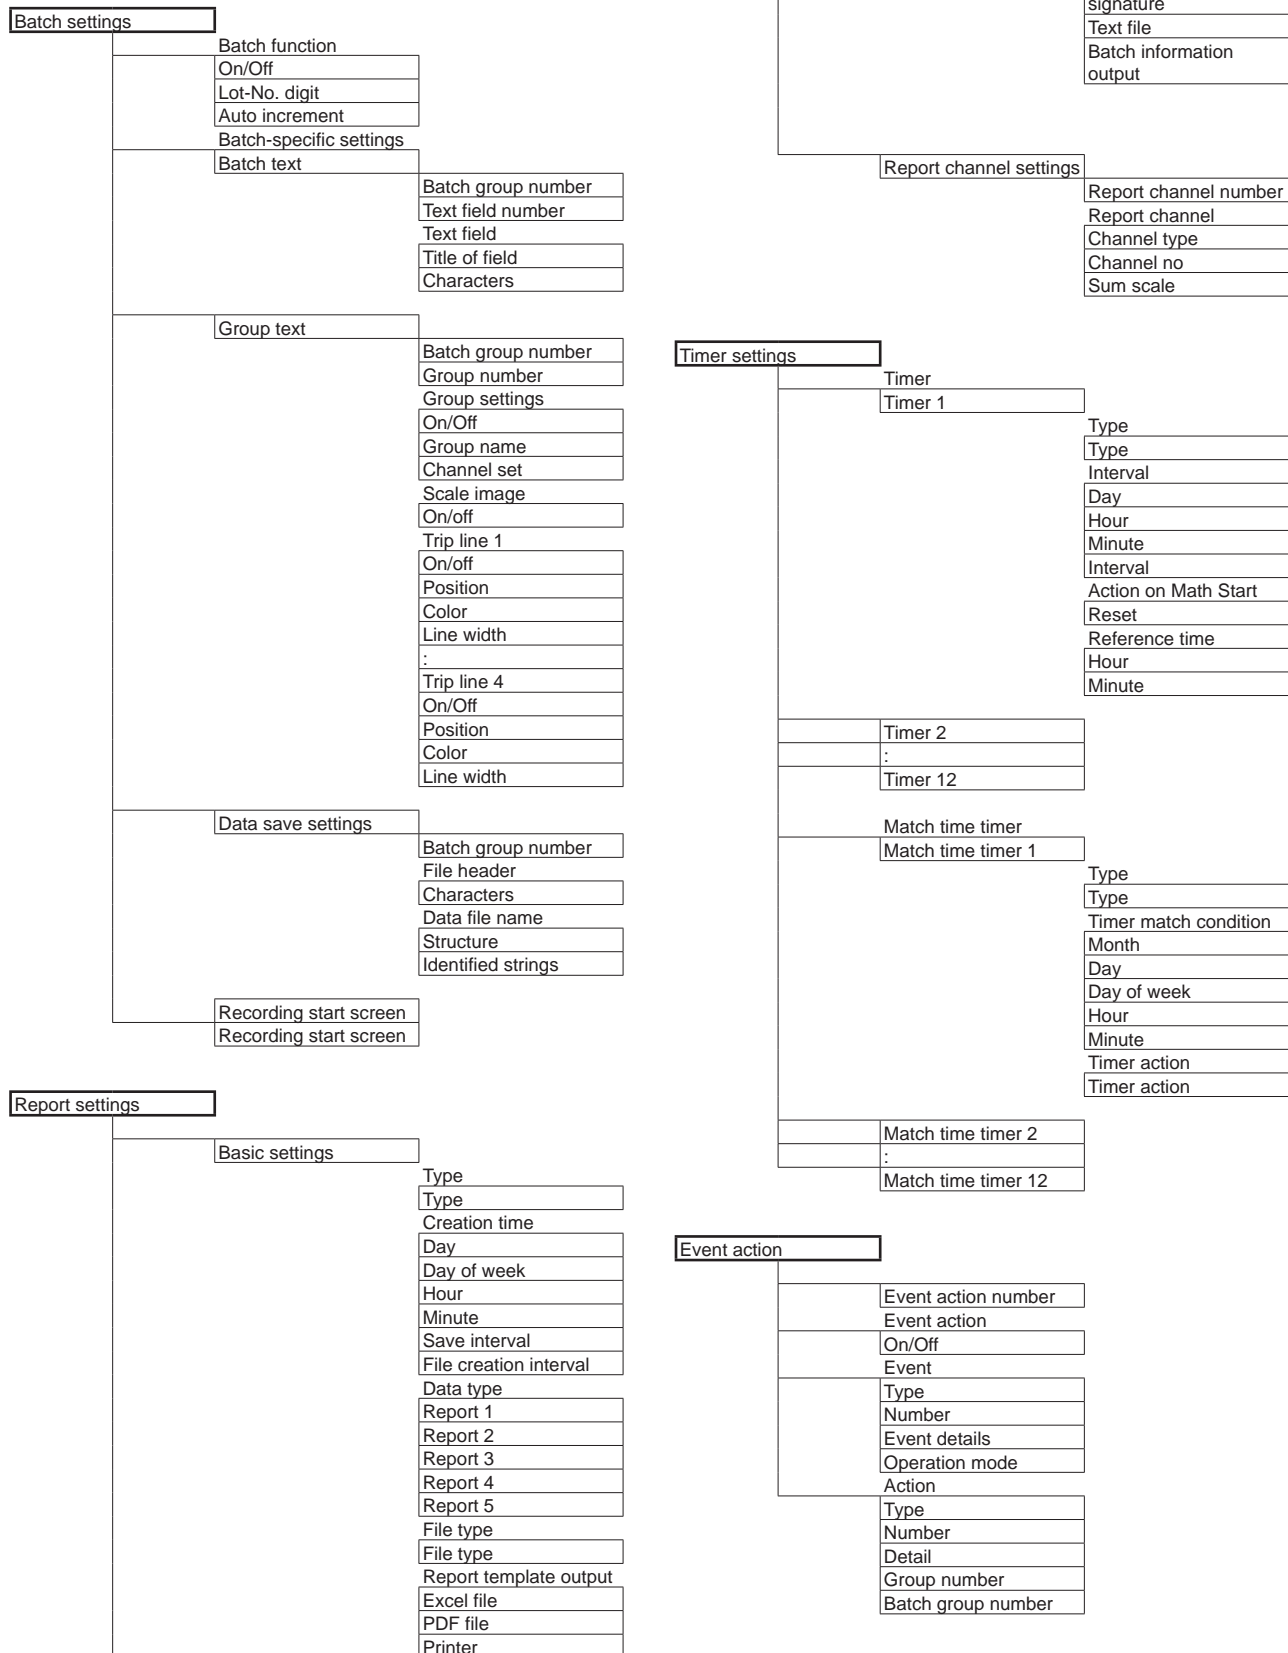 Batch settings
Batch function
On/Off
Lot-No. digit
Auto increment
Batch-specific settings
Batch text
Batch group number
Text field number
Text field
Title of field
Characters
Group text
Batch group number
Group number
Group settings
On/Off
Group name
Channel set
Scale image
On/off
Trip line 1
On/off
Position
Color
Line width
:
Trip line 4
On/Off
Position
Color
Line width
Data save settings
Batch group number
File header
Characters
Data file name
Structure
Identified strings
Recording start screen
Recording start screen
Report settings
Basic settings
Type
Type
Creation time
Day
Day of week
Hour
Minute
Save interval
File creation interval
Data type
Report 1
Report 2
Report 3
Report 4
Report 5
File type
File type
Report template output
Excel file
PDF file
Printer
signature
Text file
Batch information
output
Report channel settings
Report channel number
Report channel
Channel type
Channel no
Sum scale
Timer settings
Timer
Timer 1
Type
Type
Interval
Day
Hour
Minute
Interval
Action on Math Start
Reset
Reference time
Hour
Minute
Timer 2
:
Timer 12
Match time timer
Match time timer 1
Type
Type
Timer match condition
Month
Day
Day of week
Hour
Minute
Timer action
Timer action
Match time timer 2
:
Match time timer 12
Event action
Event action number
Event action
On/Off
Event
Type
Number
Event details
Operation mode
Action
Type
Number
Detail
Group number
Batch group number